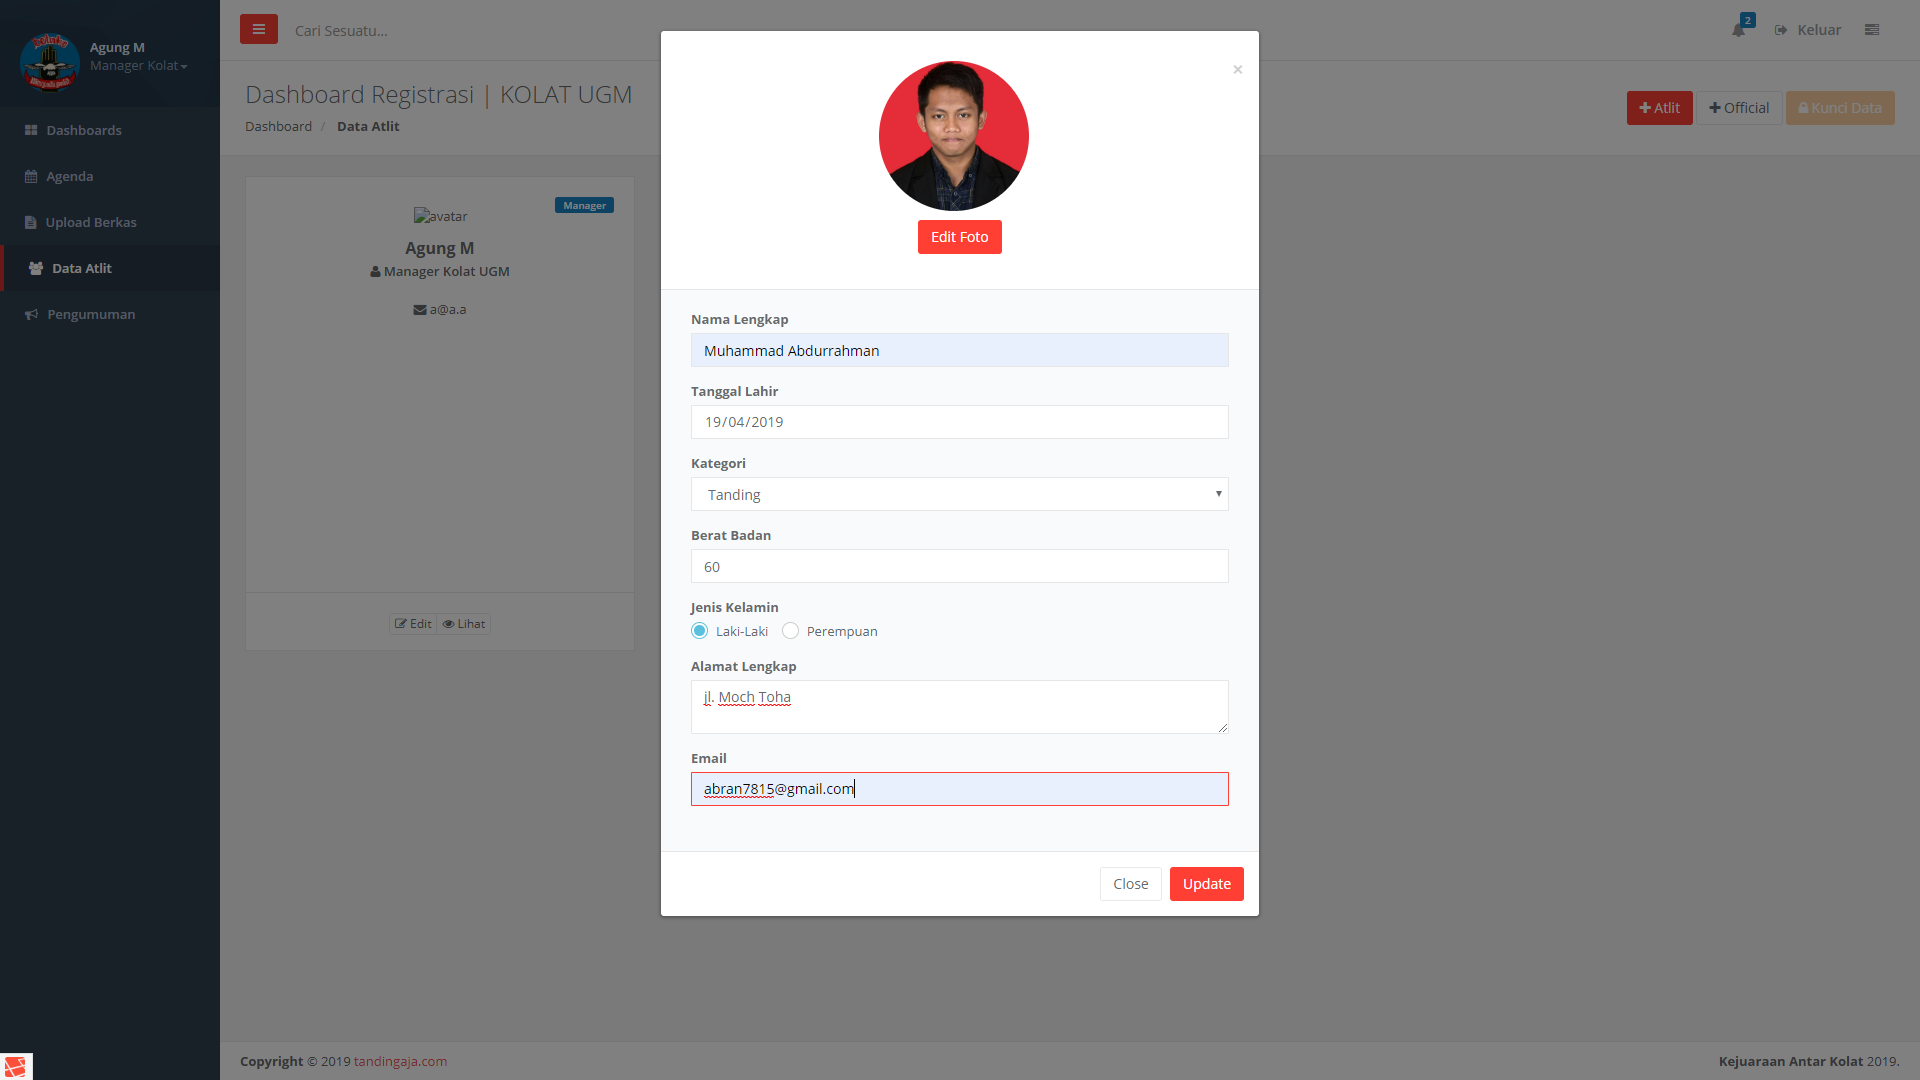 Agung M
Manager Kolat
Dashboards
Agenda
Upload Berkas
Data Atlit
Pengumuman
Cari Sesuatu...
2
Keluar
Dashboard Registrasi | KOLAT UGM
Dashboard / Data Atlit
+ Atlit
+ Official
Kunci Data
Manager
avatar
Agung M
Manager Kolat UGM
a@a.a
Edit
Lihat
×
Edit Foto
Nama Lengkap
Muhammad Abdurrahman
Tanggal Lahir
19/04/2019
Kategori
Tanding
Berat Badan
60
Jenis Kelamin
Laki-Laki
Perempuan
Alamat Lengkap
jl. Moch Toha
Email
abran7815@gmail.com
Close
Update
Copyright © 2019 tandingaja.com
Kejuaraan Antar Kolat 2019.